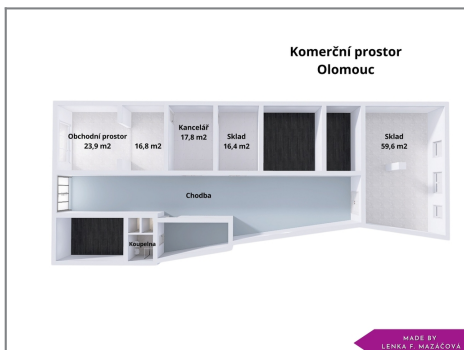 Komerční prostor
Olomouc
Obchodní prostor
23,9 m2
16,8 m2
Kancelář
17,8 m2
Sklad
16,4 m2
Sklad
59,6 m2
Chodba
Koupelna
MADE BY
LENKA F. MAZÁČOVÁ